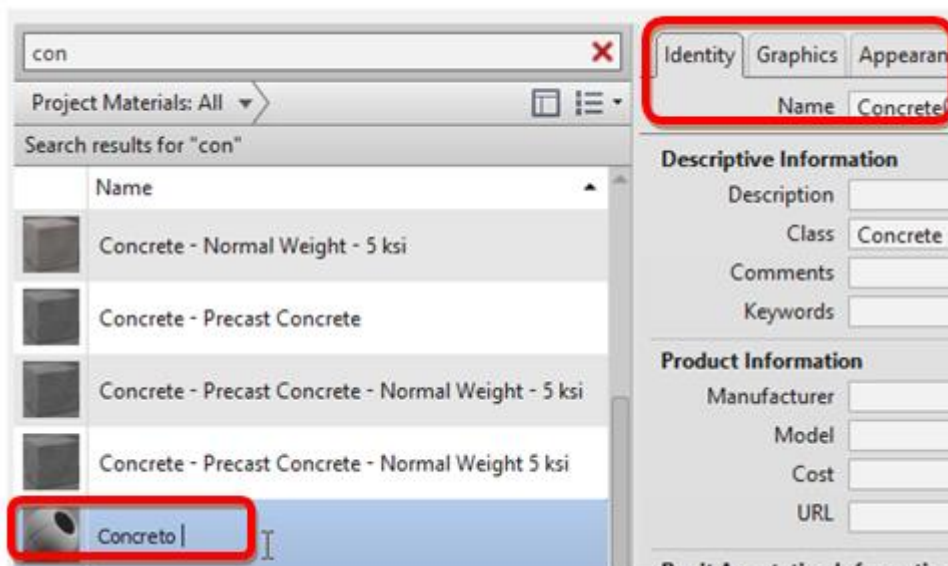 con
Project Materials: All
Search results for "con"
Name
Concrete - Normal Weight - 5 ksi
Concrete - Precast Concrete
Concrete - Precast Concrete - Normal Weight - 5 ksi
Concrete - Precast Concrete - Normal Weight 5 ksi
Concreto
Identity Graphics Appearan
Name Concrete
Descriptive Information
Description
Class Concrete
Comments
Keywords
Product Information
Manufacturer
Model
Cost
URL